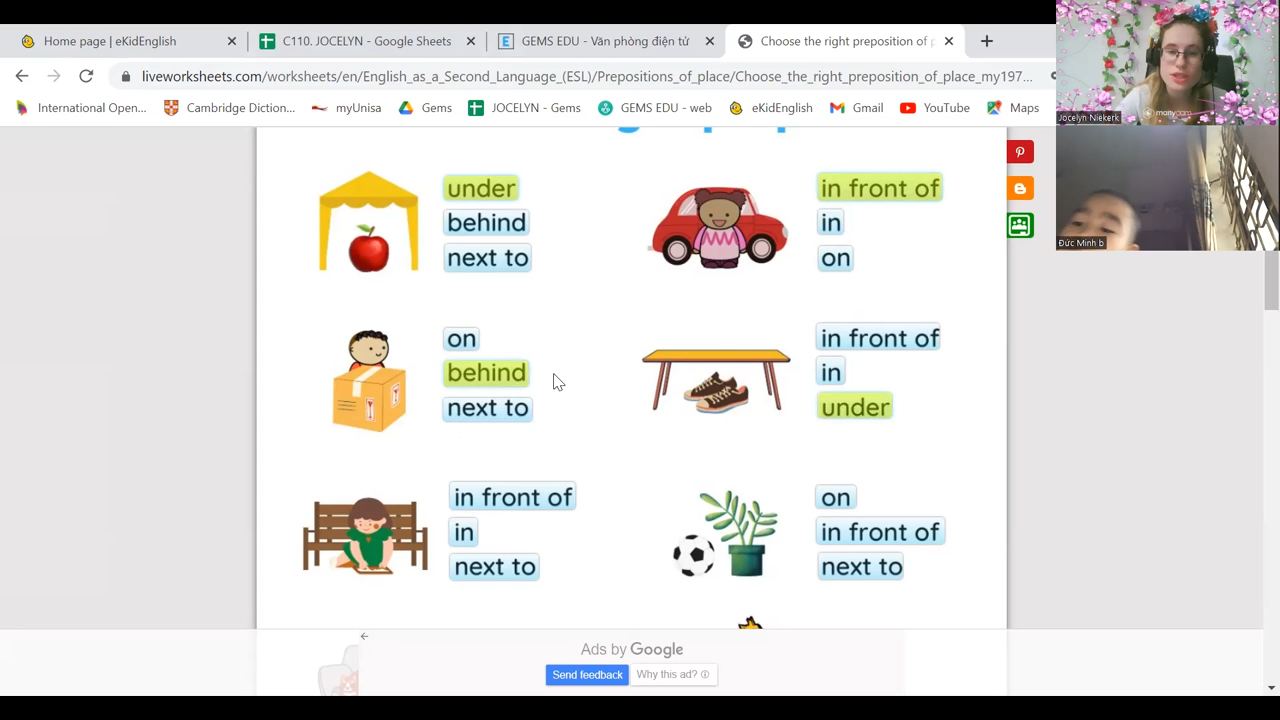 Home page | eKidEnglish
C110, JOCELYN - Google Sheets
GEMS EDU - Văn phòng điện tử
Choose the right preposition of p
liveworksheets.com/worksheets/en/English_as_a_Second_Language_(ESL)/Prepositions_of_place/Choose_the_right_preposition_of_place_my197...
International Open...
Cambridge Diction...
myUnisa
Gems
JOCELYN - Gems
GEMS EDU - web
eKidEnglish
Gmail
YouTube
Maps
manycam
Jocelyn Niekerk
Đức Minh b
under
behind
next to
in front of
in
on
on
behind
next to
in front of
in
under
in front of
in
next to
on
in front of
next to
Ads by Google
Send feedback
Why this ad?